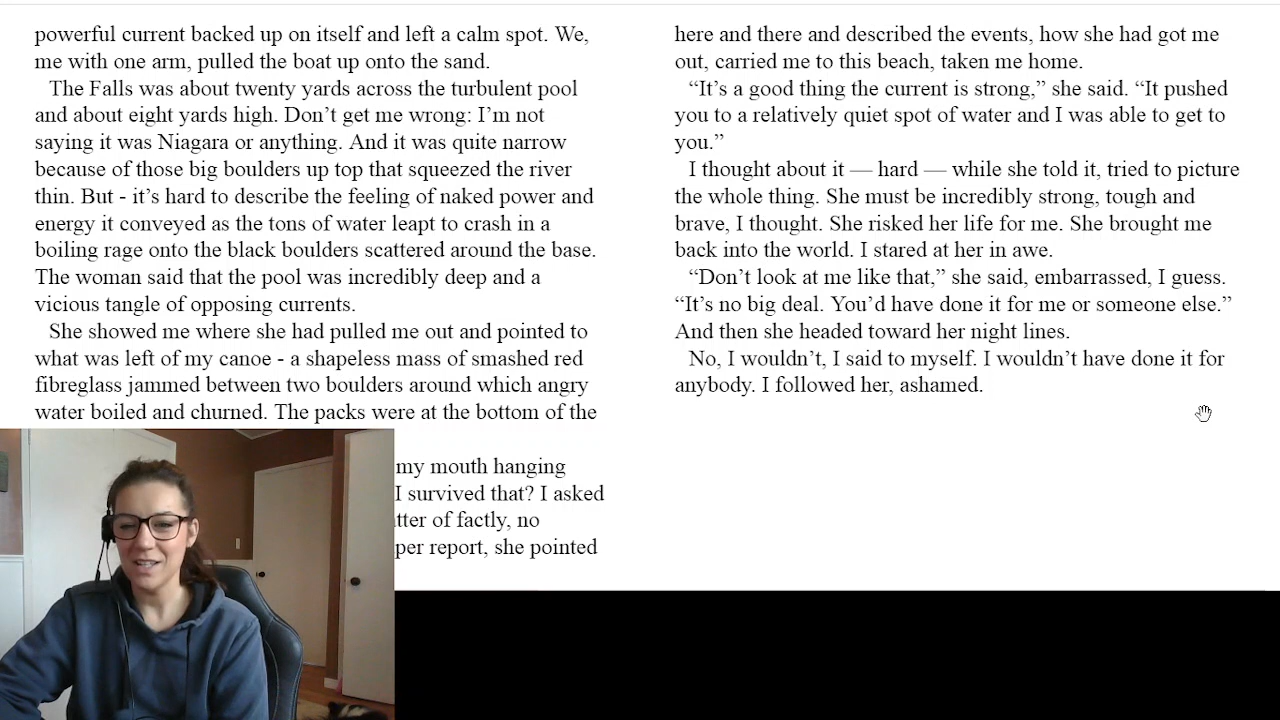 powerful current backed up on itself and left a calm spot. We,
me with one arm, pulled the boat up onto the sand.
The Falls was about twenty yards across the turbulent pool
and about eight yards high. Don’t get me wrong: I’m not
saying it was Niagara or anything. And it was quite narrow
because of those big boulders up top that squeezed the river
thin. But - it’s hard to describe the feeling of naked power and
energy it conveyed as the tons of water leapt to crash in a
boiling rage onto the black boulders scattered around the base.
The woman said that the pool was incredibly deep and a
vicious tangle of opposing currents.
She showed me where she had pulled me out and pointed to
what was left of my canoe - a shapeless mass of smashed red
fibreglass jammed between two boulders around which angry
water boiled and churned. The packs were at the bottom of the
my mouth hanging
I survived that? I asked
tter of factly, no
per report, she pointed
here and there and described the events, how she had got me
out, carried me to this beach, taken me home.
“It’s a good thing the current is strong,” she said. “It pushed
you to a relatively quiet spot of water and I was able to get to
you.”
I thought about it — hard — while she told it, tried to picture
the whole thing. She must be incredibly strong, tough and
brave, I thought. She risked her life for me. She brought me
back into the world. I stared at her in awe.
“Don’t look at me like that,” she said, embarrassed, I guess.
“It’s no big deal. You’d have done it for me or someone else.”
And then she headed toward her night lines.
No, I wouldn’t, I said to myself. I wouldn’t have done it for
anybody. I followed her, ashamed.